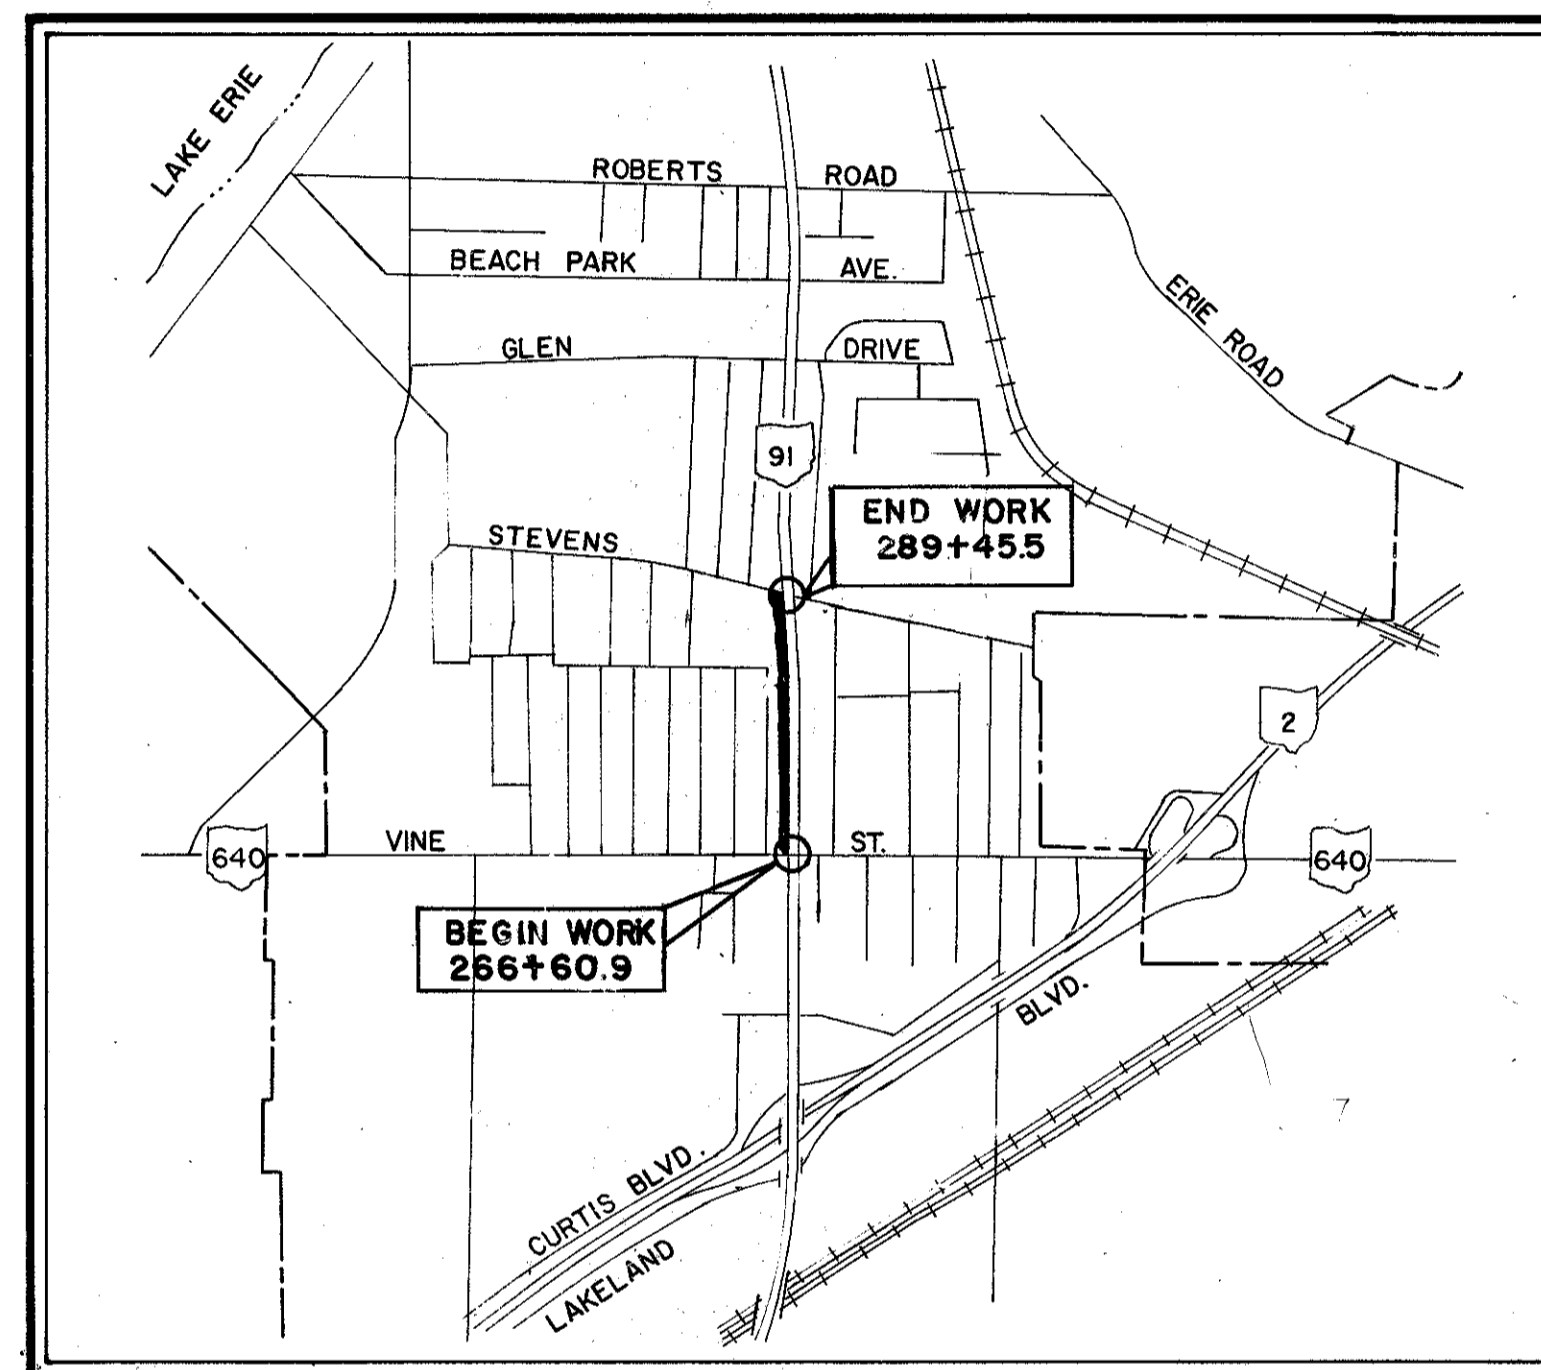 LAKE ERIE
ROBERTS ROAD
BEACH PARK AVE.
ERIE ROAD
GLEN DRIVE
91
END WORK
289+45.5
STEVENS
2
640
VINE ST.
640
BEGIN WORK
266+60.9
BLVD.
CURTIS BLVD.
LAKELAND
7